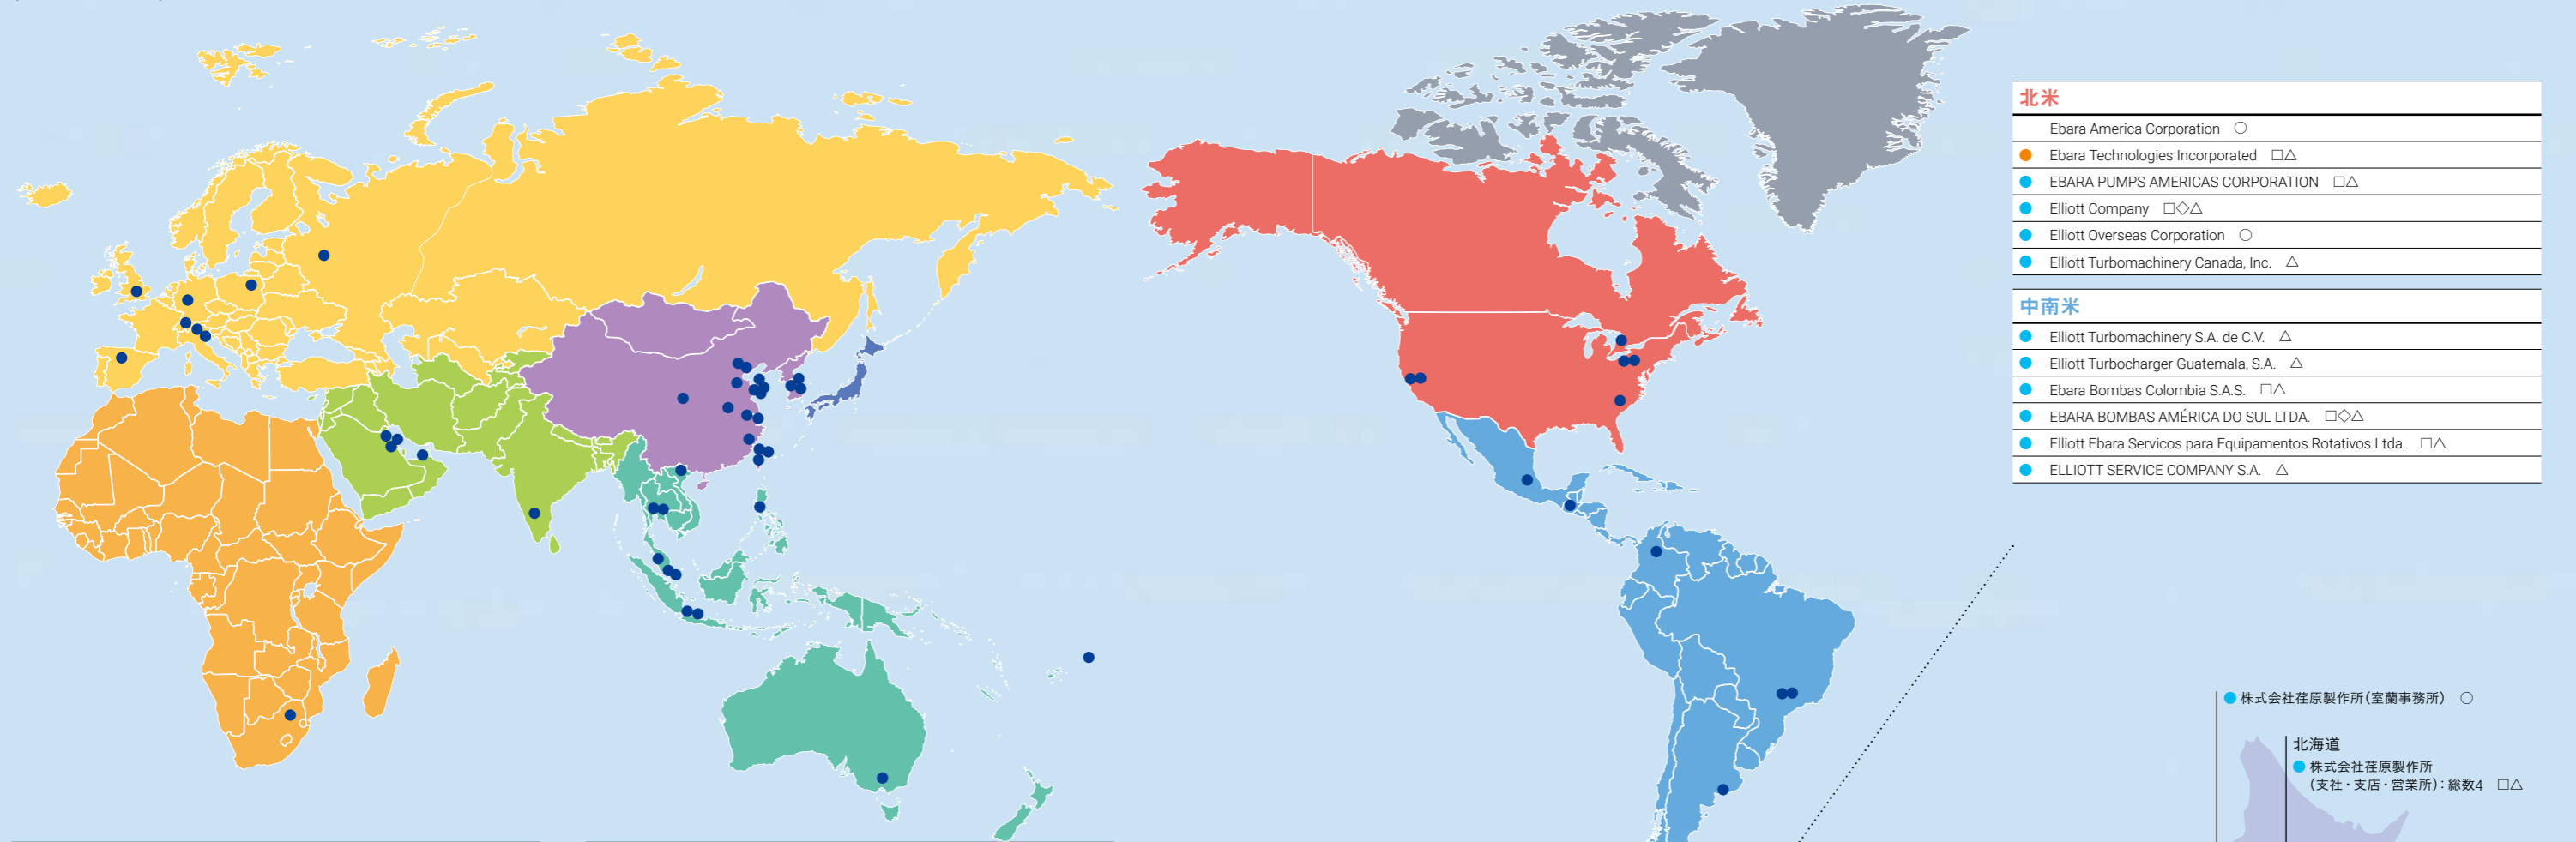 北米
Ebara America Corporation ○
● Ebara Technologies Incorporated □△
● EBARA PUMPS AMERICAS CORPORATION □△
● Elliott Company □◇△
● Elliott Overseas Corporation ○
● Elliott Turbomachinery Canada, Inc. △
中南米
● Elliott Turbomachinery S.A. de C.V. △
● Elliott Turbocharger Guatemala, S.A. △
● Ebara Bombas Colombia S.A.S. □△
● EBARA BOMBAS AMÉRICA DO SUL LTDA. □◇△
● Elliott Ebara Servicos para Equipamentos Rotativos Ltda. □△
● ELLIOTT SERVICE COMPANY S.A. △
● 株式会社荏原製作所(室蘭事務所) ○
北海道
● 株式会社荏原製作所
(支社・支店・営業所):総数4 □△